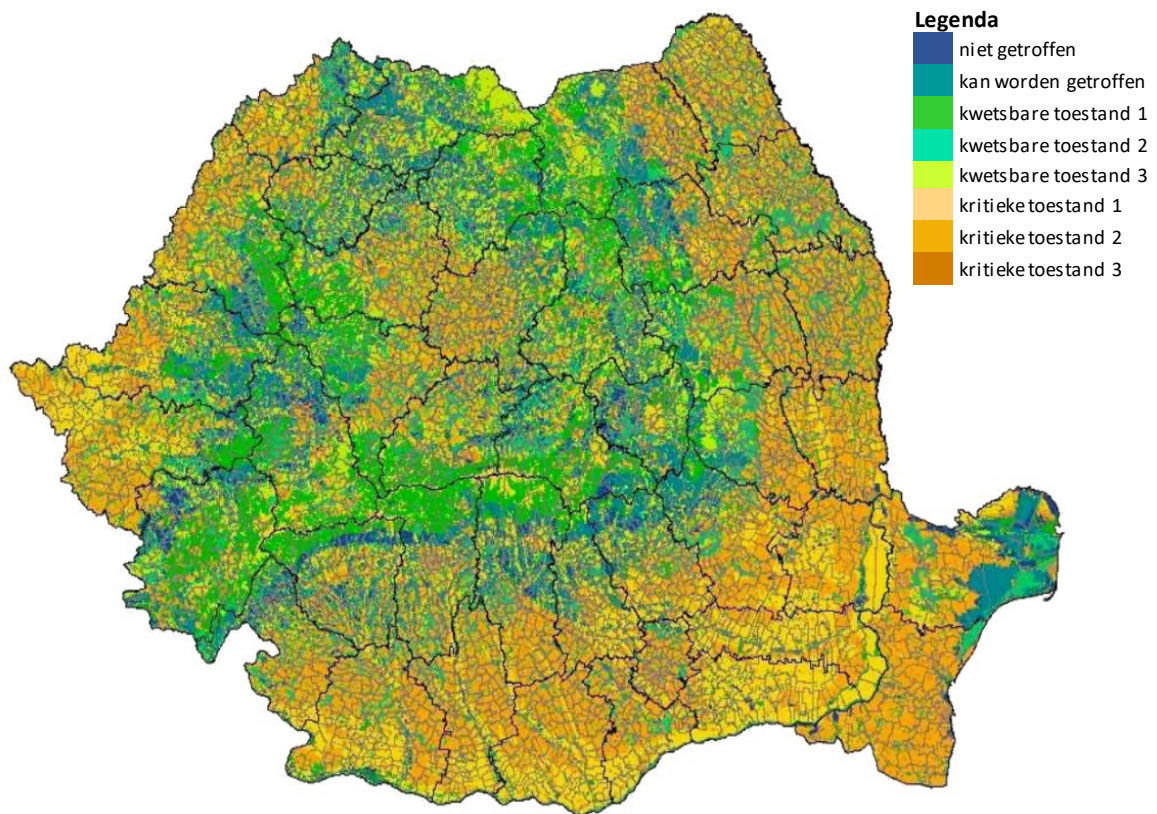 Legenda
niet getroffen
kan worden getroffen
kwetsbare toestand 1
kwetsbare toestand 2
kwetsbare toestand 3
kritieke toestand 1
kritieke toestand 2
kritieke toestand 3